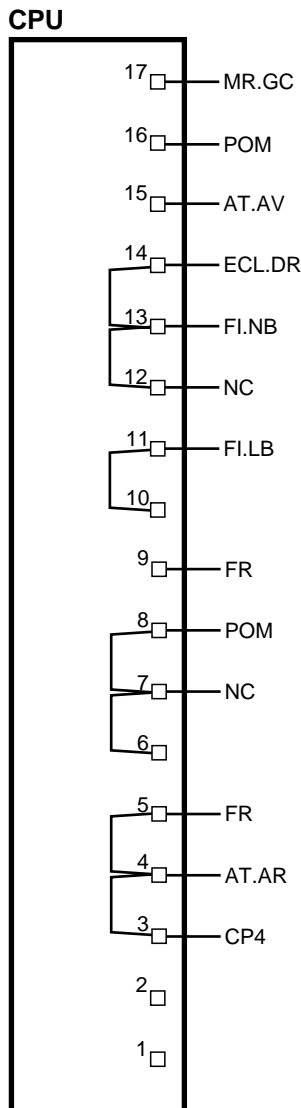 CPU
17 MR.GC
16 POM
15 AT.AV
14 ECL.DR
13 FI.NB
12 NC
11 FI.LB
10
9 FR
8 POM
7 NC
6
5 FR
4 AT.AR
3 CP4
2
1